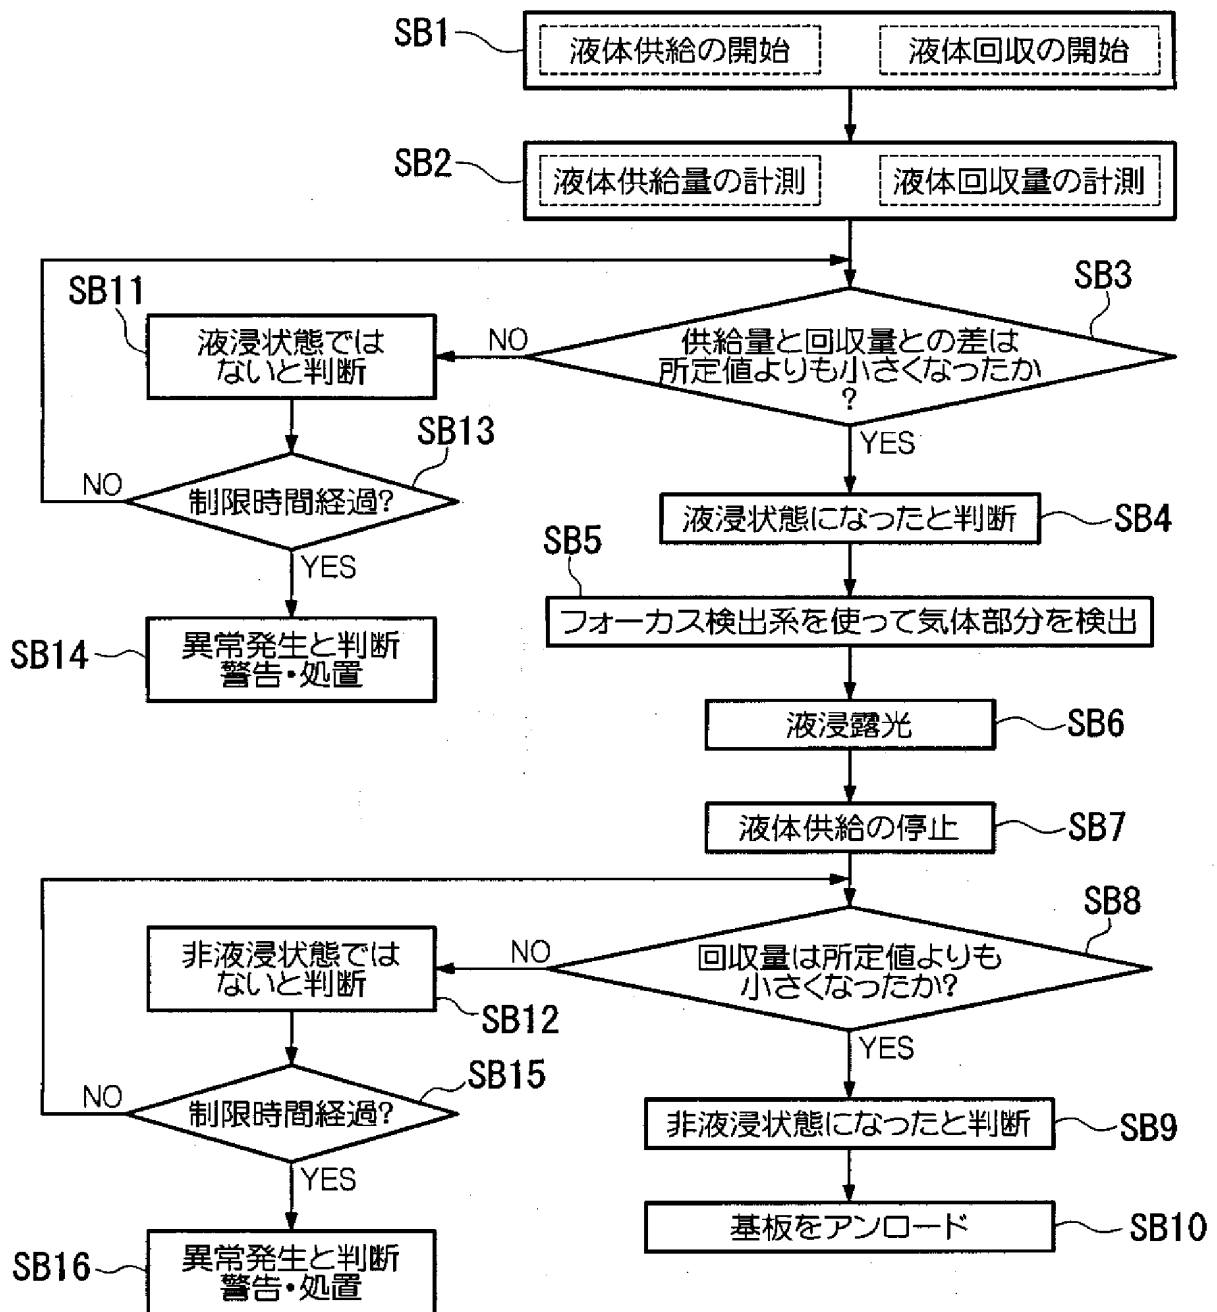 SB1
液体供給の開始
液体回収の開始
SB2
液体供給量の計測
液体回収量の計測
SB3
供給量と回収量との差は
所定値よりも小さくなったか
?
NO
YES
SB11
液浸状態では
ないと判断
SB13
制限時間経過?
NO
YES
SB14
異常発生と判断
警告・処置
液浸状態になったと判断
SB4
SB5
フォーカス検出系を使って気体部分を検出
液浸露光
SB6
液体供給の停止
SB7
SB8
回収量は所定値よりも
小さくなったか?
NO
YES
非液浸状態では
ないと判断
SB12
SB15
制限時間経過?
NO
YES
SB16
異常発生と判断
警告・処置
非液浸状態になったと判断
SB9
基板をアンロード
SB10